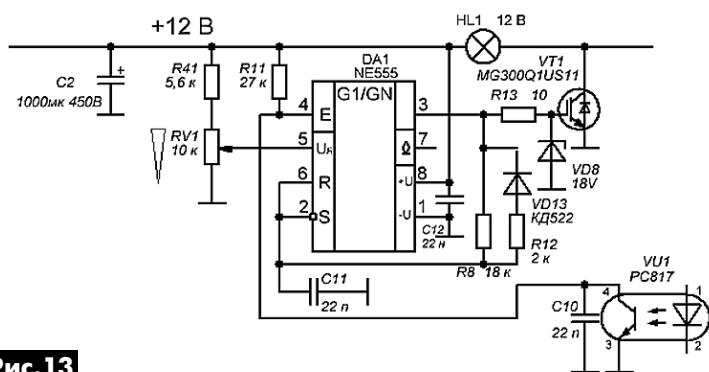 +12 В
HL1 12 В
C2
1000мк 450В
R41
5,6 к
R11
27 к
DA1
NE555
G1/GN
VT1
MG300Q1US11
R13 10
4 E
3
RV1
10 к
5 UR
7
6 R
+U 8
2 S
-U 1
C12
22 н
VD8
18V
VD13
КД522
R12
2 к
R8 18 к
C11
22 п
VU1
PC817
C10
22 п
4
1
3
2
Рис.13